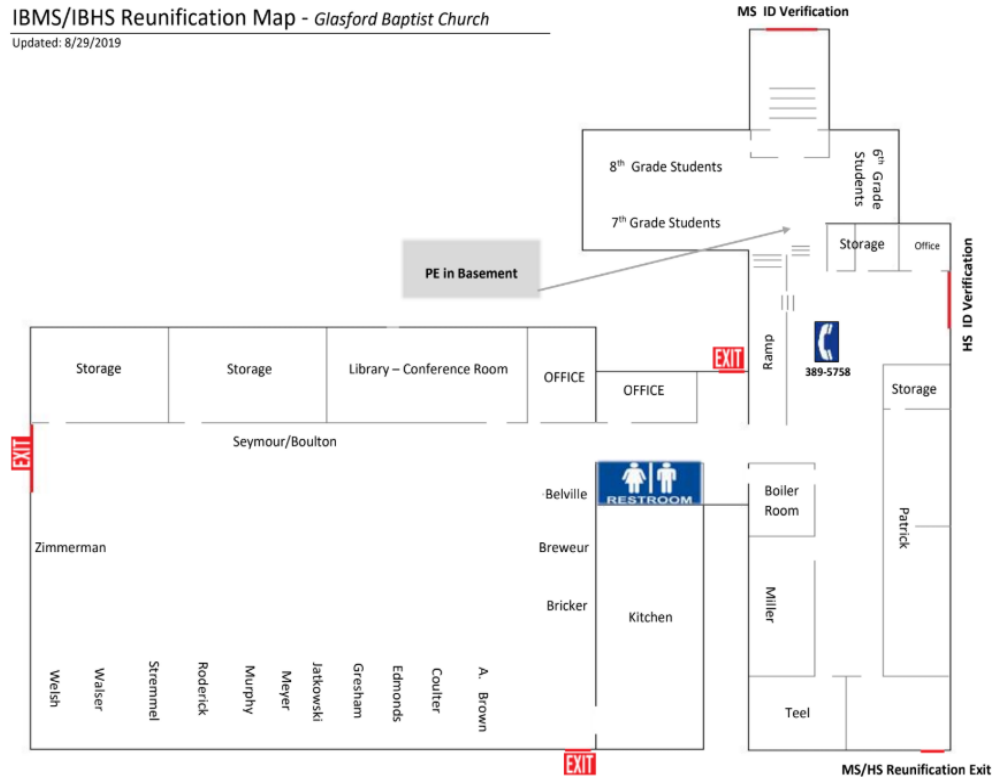 IBMS/IBHS Reunification Map - Glasford Baptist Church
Updated: 8/29/2019
MS ID Verification
8th Grade Students
6th Grade
Students
7th Grade Students
Storage
Office
PE in Basement
HS ID Verification
Ramp
389-5758
EXIT
Storage
Storage
Storage
Library – Conference Room
OFFICE
OFFICE
Seymour/Boulton
EXIT
RESTROOM
Belville
Boiler
Room
Patrick
Zimmerman
Breweur
Bricker
Kitchen
Miller
Welsh
Walser
Stremmel
Roderick
Murphy
Meyer
Jatkowski
Gresham
Edmonds
Coulter
A. Brown
Teel
EXIT
MS/HS Reunification Exit